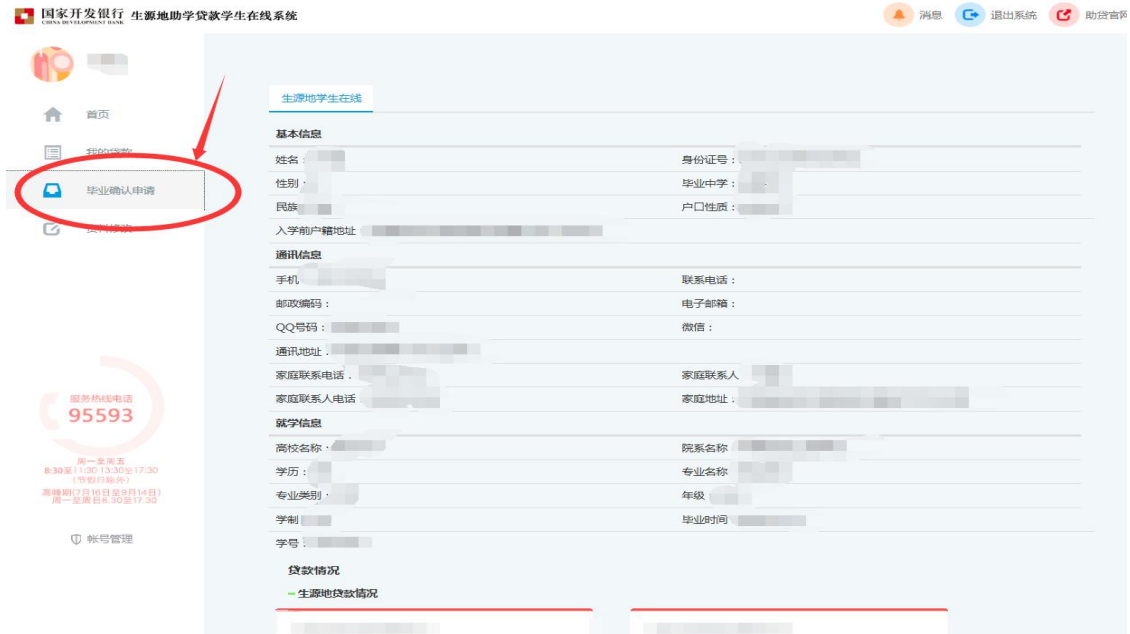 国家开发银行 生源地助学贷款学生在线系统
CHINA DEVELOPMENT BANK
消息 退出系统 助贷官网
首页
我的贷款
毕业确认申请
服务热线电话
95593
周一至周五
8:30至11:30 13:30至17:30
(节假日除外)
高峰期(7月16日至9月14日)
周一至周日8:30至17:30
帐号管理
生源地学生在线
基本信息
姓名: 身份证号:
性别: 毕业中学:
民族 户口性质:
入学前户籍地址
通讯信息
手机 联系电话:
邮政编码: 电子邮箱:
QQ号码: 微信:
通讯地址:
家庭联系电话: 家庭联系人
家庭联系人电话 家庭地址:
就学信息
高校名称: 院系名称
学历: 专业名称
专业类别: 年级
学制 毕业时间
学号:
贷款情况
生源地贷款情况